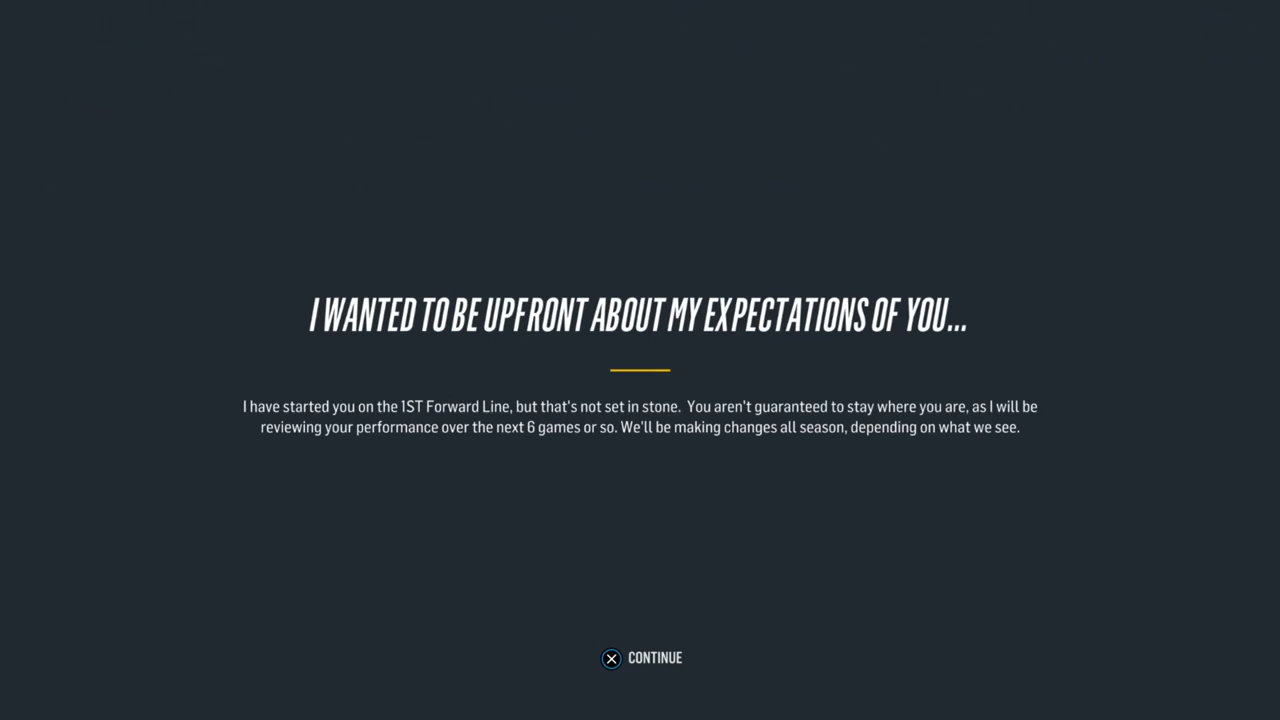 I WANTED TO BE UPFRONT ABOUT MY EXPECTATIONS OF YOU...
I have started you on the 1ST Forward Line, but that's not set in stone.  You aren't guaranteed to stay where you are, as I will be
reviewing your performance over the next 6 games or so. We'll be making changes all season, depending on what we see.
CONTINUE